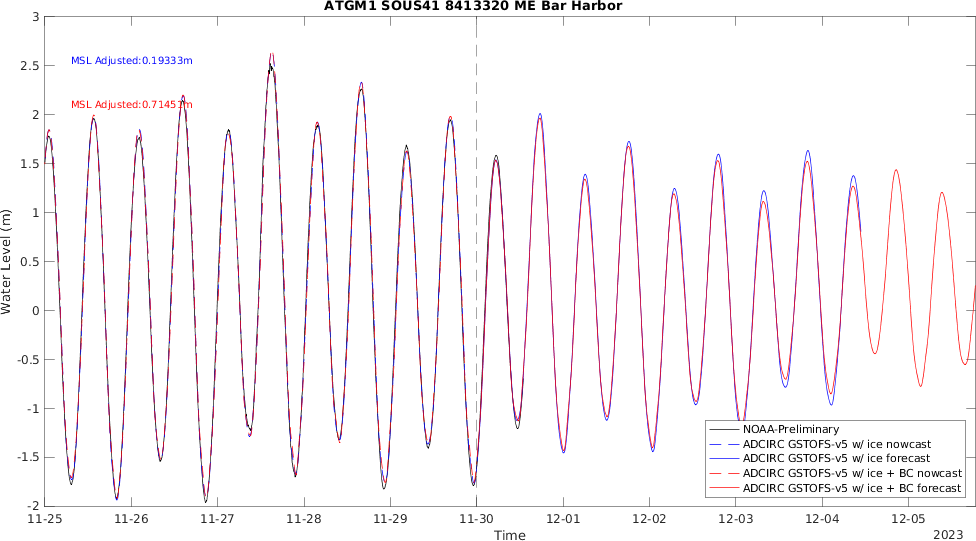 ATGM1 SOUS41 8413320 ME Bar Harbor
Water Level (m)
3
2.5
2
1.5
1
0.5
0
-0.5
-1
-1.5
-2
MSL Adjusted:0.19333m
MSL Adjusted:0.71451m
NOAA-Preliminary
ADCIRC GSTOFS-v5 w/ ice nowcast
ADCIRC GSTOFS-v5 w/ ice forecast
ADCIRC GSTOFS-v5 w/ ice + BC nowcast
ADCIRC GSTOFS-v5 w/ ice + BC forecast
11-25 11-26 11-27 11-28 11-29 11-30 12-01 12-02 12-03 12-04 12-05
Time
2023